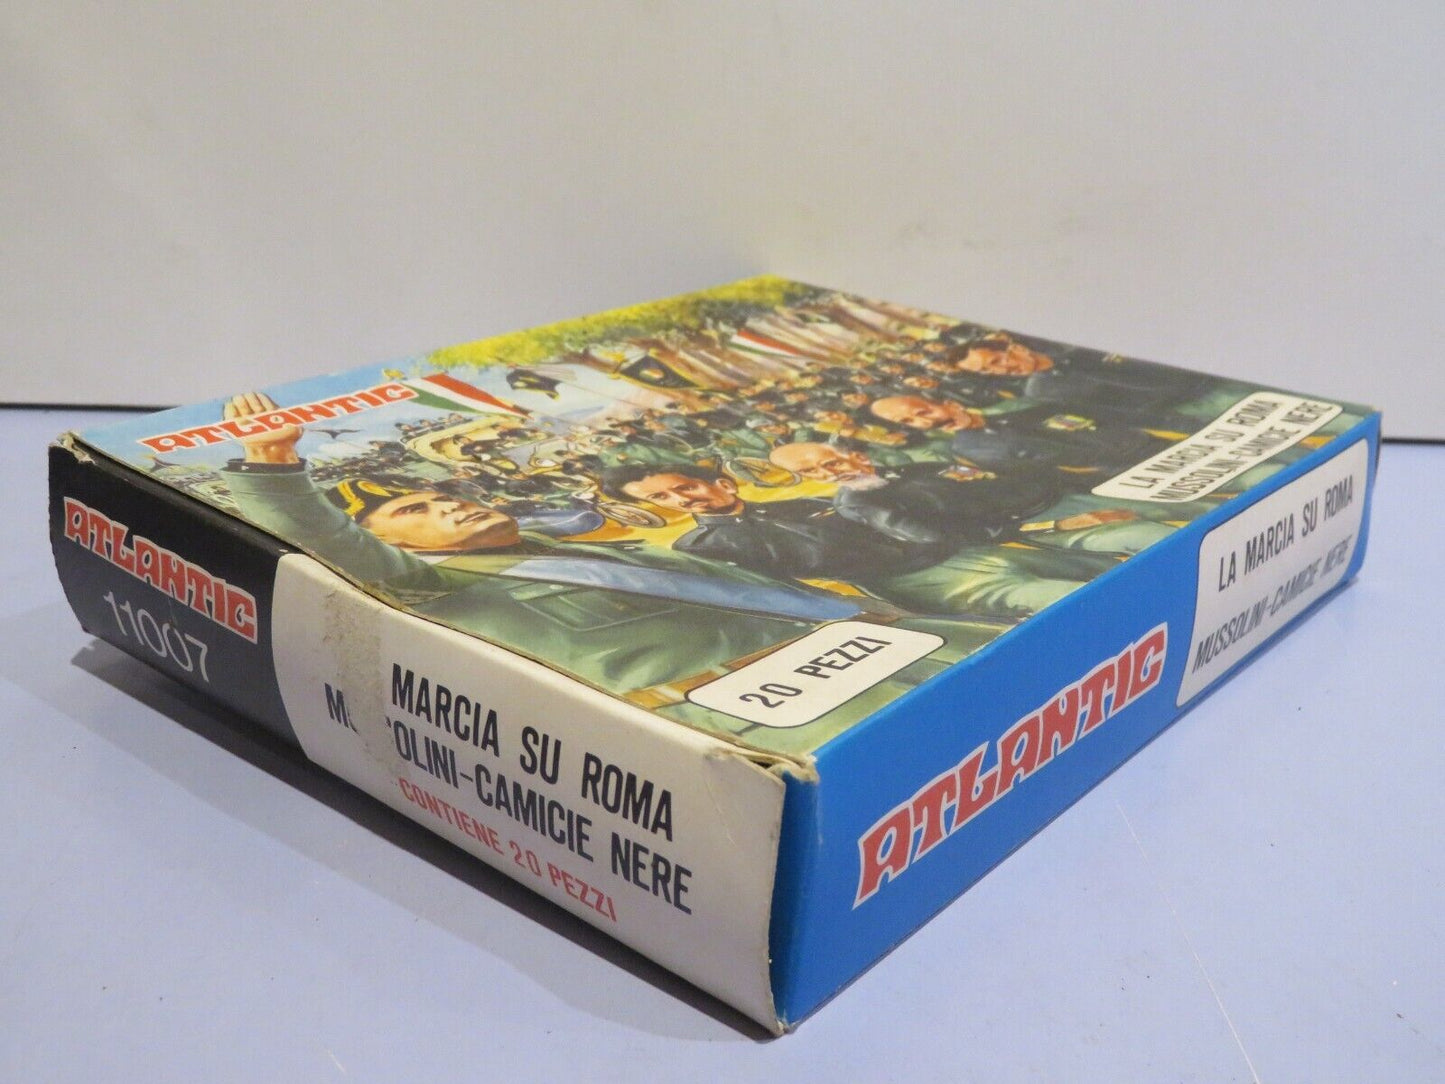 ATLANTIC
LA MARCIA SU ROMA
MUSSOLINI-CAMICIE NERE
20 PEZZI
ATLANTIC
11007
MARCIA SU ROMA
M OLINI-CAMICIE NERE
CONTIENE 20 PEZZI
ATLANTIC
LA MARCIA SU ROMA
MUSSOLINI-CAMICIE NERE